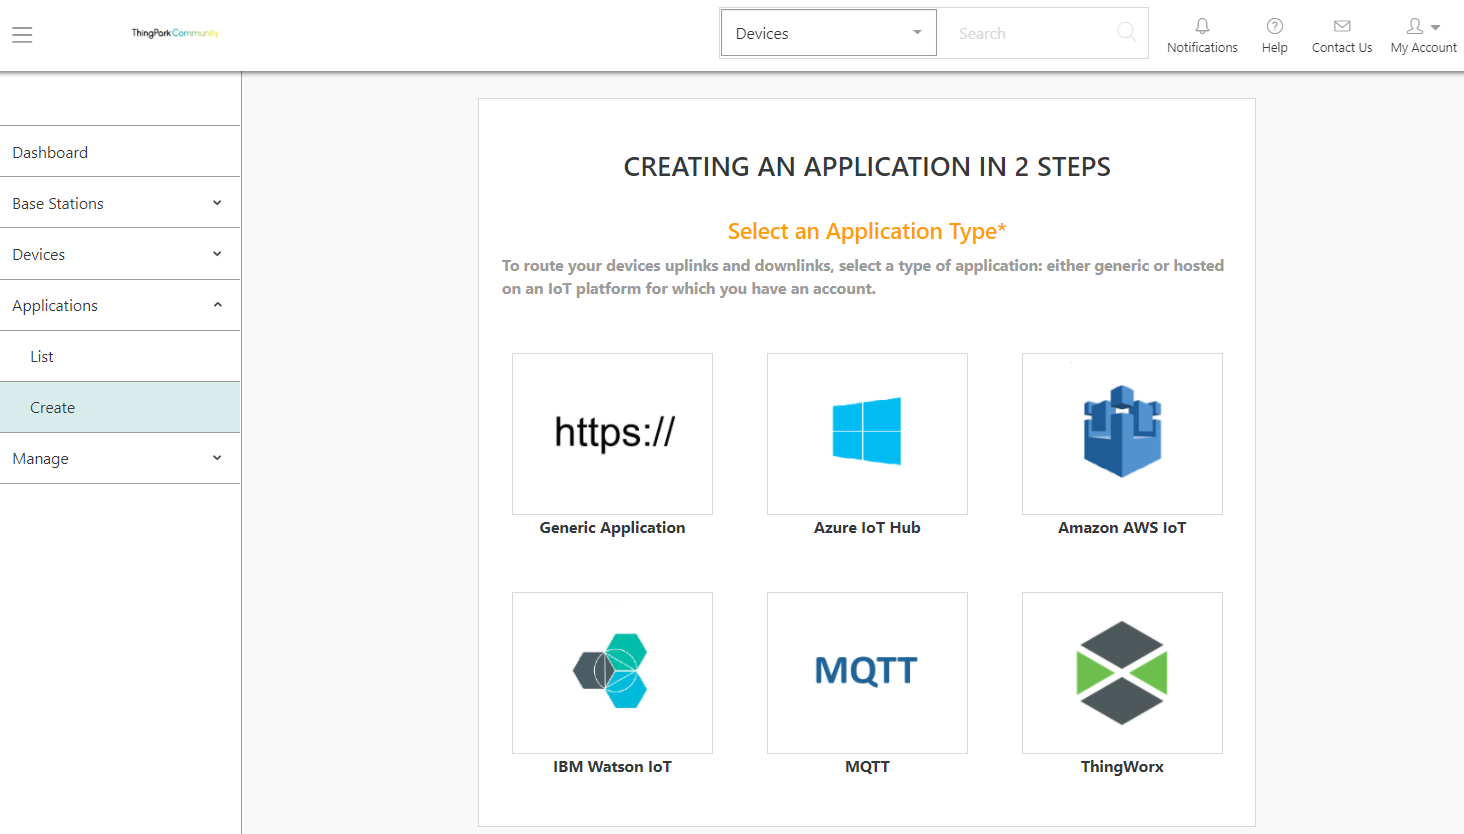 ThingPark Community
Devices
Search
Notifications
Help
Contact Us
My Account
Dashboard
Base Stations
Devices
Applications
List
Create
Manage
CREATING AN APPLICATION IN 2 STEPS
Select an Application Type*
To route your devices uplinks and downlinks, select a type of application: either generic or hosted
on an IoT platform for which you have an account.
https://
Generic Application
Azure IoT Hub
Amazon AWS IoT
IBM Watson IoT
MQTT
MQTT
ThingWorx